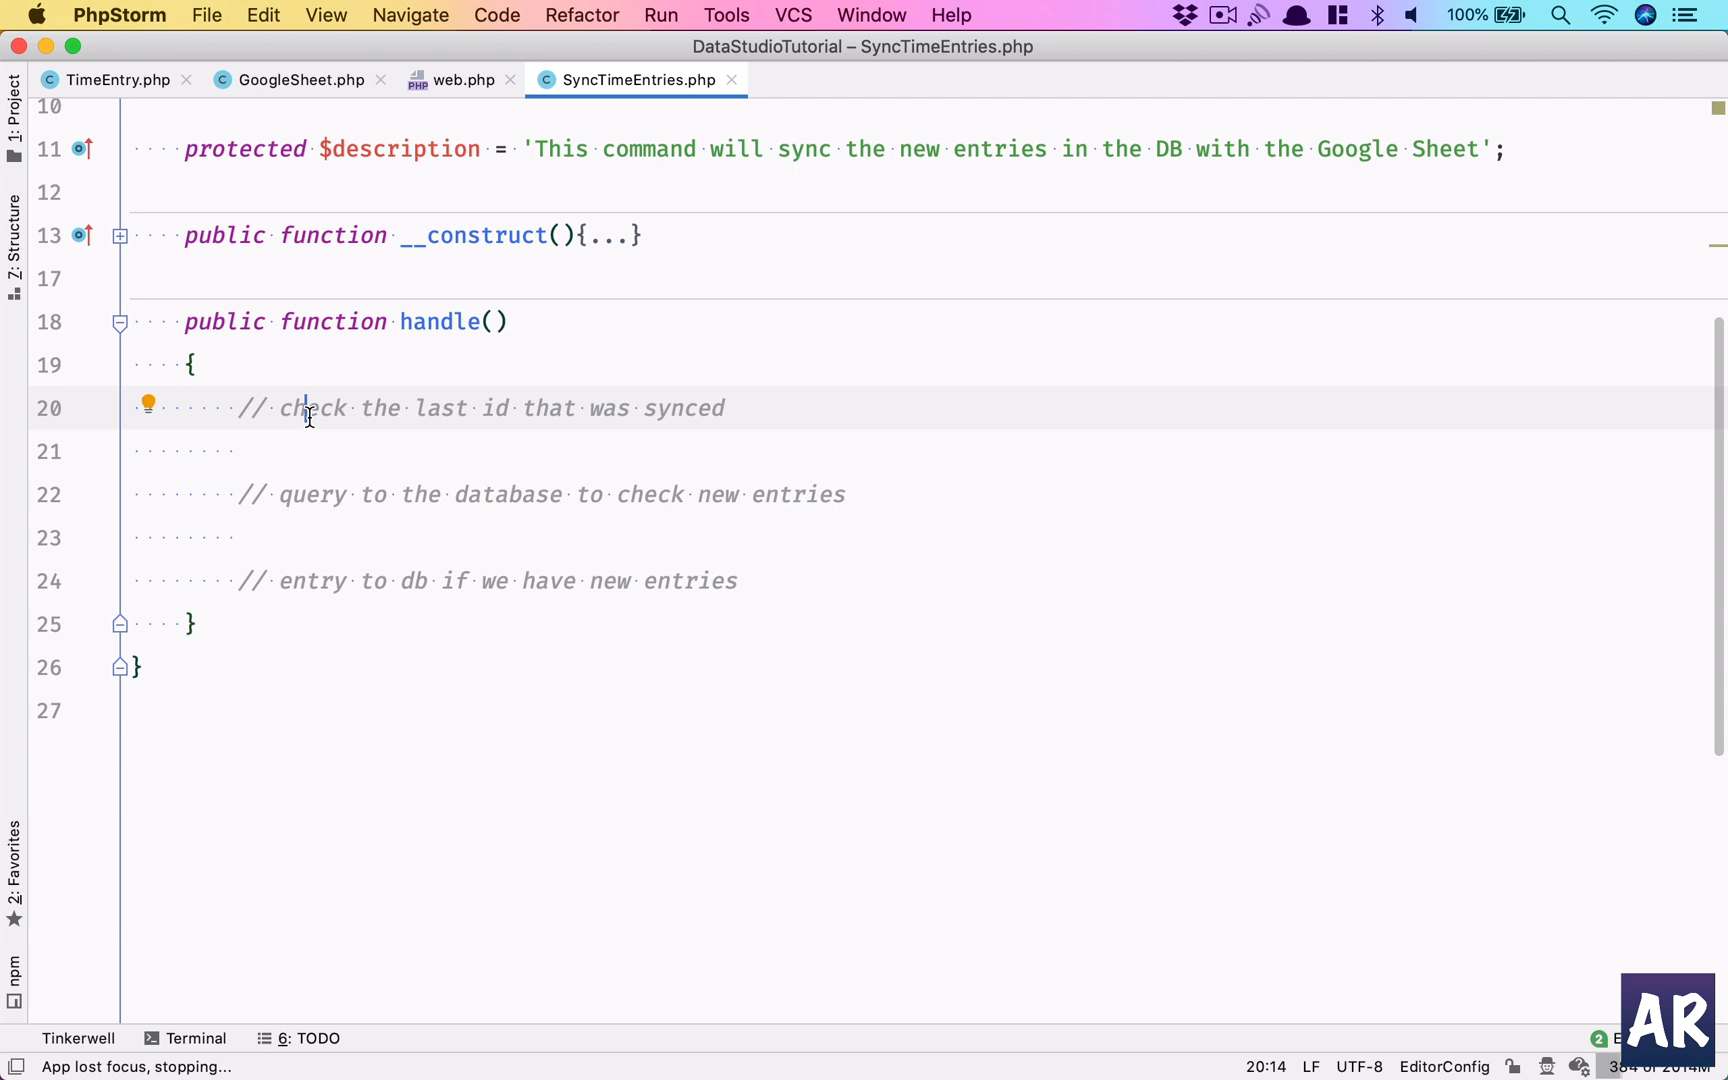 PhpStorm File Edit View Navigate Code Refactor Run Tools VCS Window Help 100%
DataStudioTutorial – SyncTimeEntries.php
TimeEntry.php GoogleSheet.php web.php SyncTimeEntries.php
1: Project
7: Structure
2: Favorites
npm
10
11 protected $description = 'This command will sync the new entries in the DB with the Google Sheet';
12
13 public function __construct(){...}
17
18 public function handle()
19 {
20 // check the last id that was synced
21
22 // query to the database to check new entries
23
24 // entry to db if we have new entries
25 }
26 }
27
Tinkerwell Terminal 6: TODO 2
App lost focus, stopping... 20:14 LF UTF-8 EditorConfig
AR